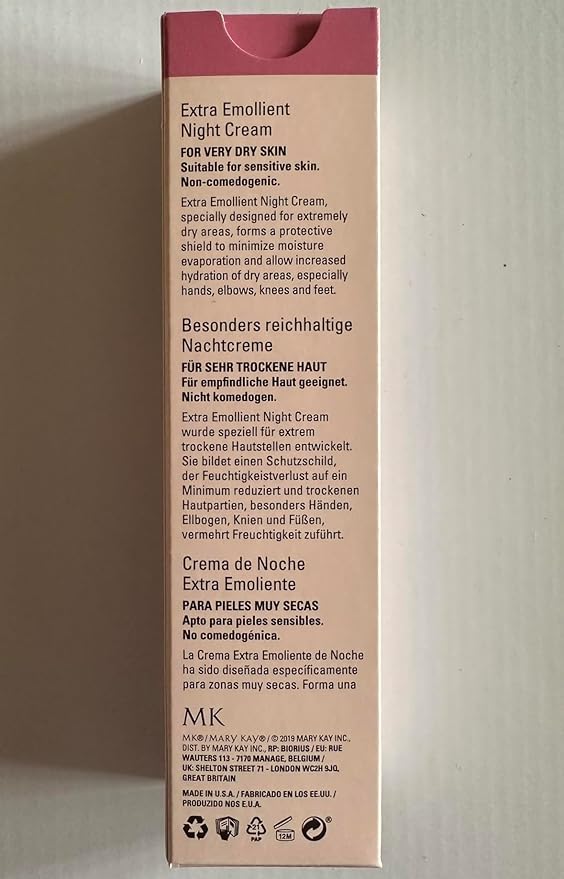 Extra Emollient
Night Cream
FOR VERY DRY SKIN
Suitable for sensitive skin.
Non-comedogenic.
Extra Emollient Night Cream,
specially designed for extremely
dry areas, forms a protective
shield to minimize moisture
evaporation and allow increased
hydration of dry areas, especially
hands, elbows, knees and feet.
Besonders reichhaltige
Nachtcreme
FÜR SEHR TROCKENE HAUT
Für empfindliche Haut geeignet.
Nicht komedogen.
Extra Emollient Night Cream
wurde speziell für extrem
trockene Hautstellen entwickelt.
Sie bildet einen Schutzschild,
der Feuchtigkeistverlust auf ein
Minimum reduziert und trockenen
Hautpartien, besonders Händen,
Ellbogen, Knien und Füßen,
vermehrt Freuchtigkeit zuführt.
Crema de Noche
Extra Emoliente
PARA PIELES MUY SECAS
Apto para pieles sensibles.
No comedogénica.
La Crema Extra Emoliente de Noche
ha sido diseñada específicamente
para zonas muy secas. Forma una
MK
MK®/MARY KAY®/© 2019 MARY KAY INC.,
DIST. BY MARY KAY INC., RP: BIORIUS / EU: RUE
WAUTERS 113 - 7170 MANAGE, BELGIUM /
UK: SHELTON STREET 71 - LONDON WC2H 9JQ,
GREAT BRITAIN
MADE IN U.S.A. / FABRICADO EN LOS EE.UU. /
PRODUZIDO NOS E.U.A.
21 PAP 12M ®